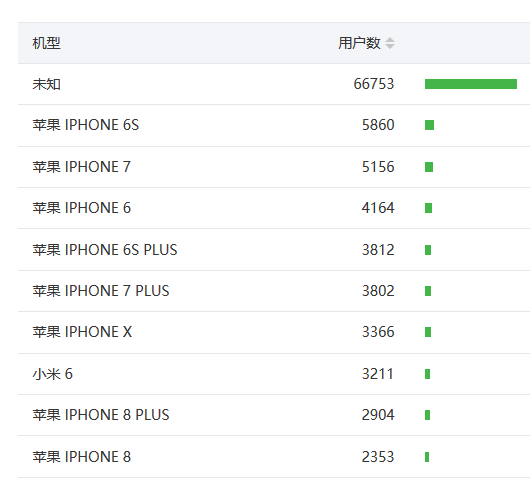 机型 用户数
未知 66753
苹果 IPHONE 6S 5860
苹果 IPHONE 7 5156
苹果 IPHONE 6 4164
苹果 IPHONE 6S PLUS 3812
苹果 IPHONE 7 PLUS 3802
苹果 IPHONE X 3366
小米 6 3211
苹果 IPHONE 8 PLUS 2904
苹果 IPHONE 8 2353